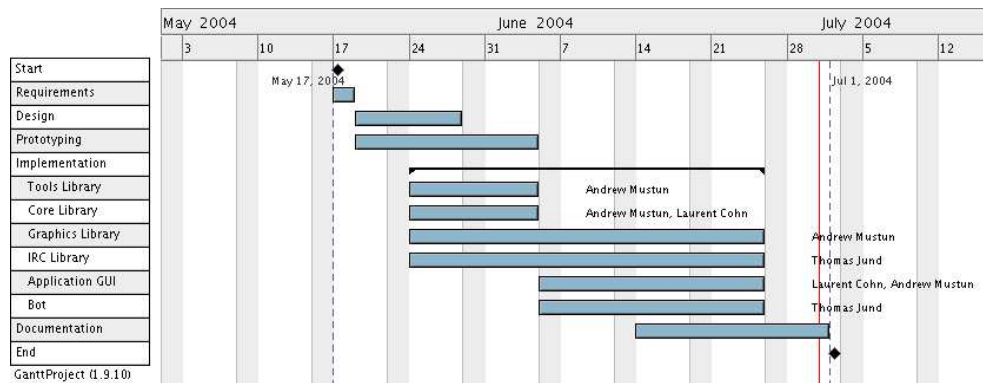 May 2004 June 2004 July 2004
3 10 17 24 31 7 14 21 28 5 12
Start
May 17, 2004 Jul 1, 2004
Requirements
Design
Prototyping
Implementation
Tools Library Andrew Mustun
Core Library Andrew Mustun, Laurent Cohn
Graphics Library Andrew Mustun
IRC Library Thomas Jund
Application GUI Laurent Cohn, Andrew Mustun
Bot Thomas Jund
Documentation
End
GanttProject (1.9.10)